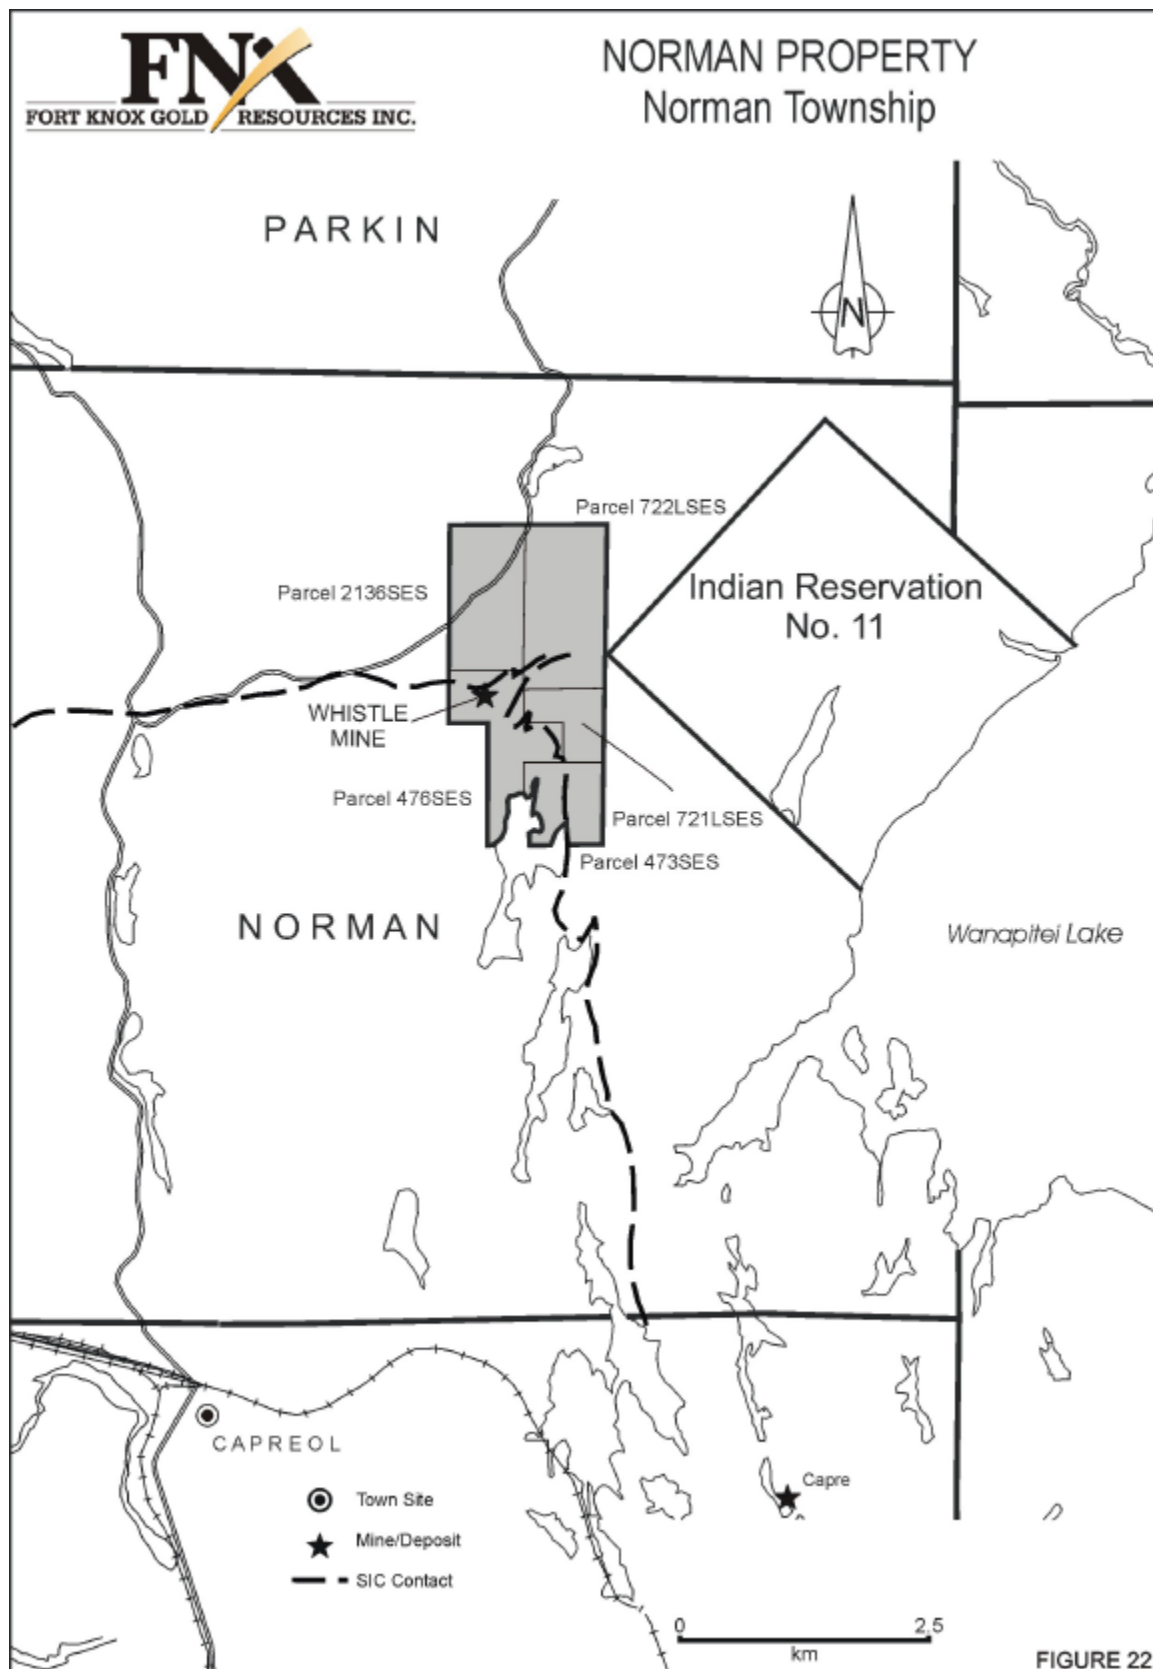 FNX
FORT KNOX GOLD RESOURCES INC.
NORMAN PROPERTY
Norman Township
PARKIN
N
Parcel 722LSES
Parcel 2136SES
Indian Reservation
No. 11
WHISTLE
MINE
Parcel 476SES
Parcel 721LSES
Parcel 473SES
NORMAN
Wanapitei Lake
CAPREOL
Capre
Town Site
Mine/Deposit
SIC Contact
0 2.5
km
FIGURE 22